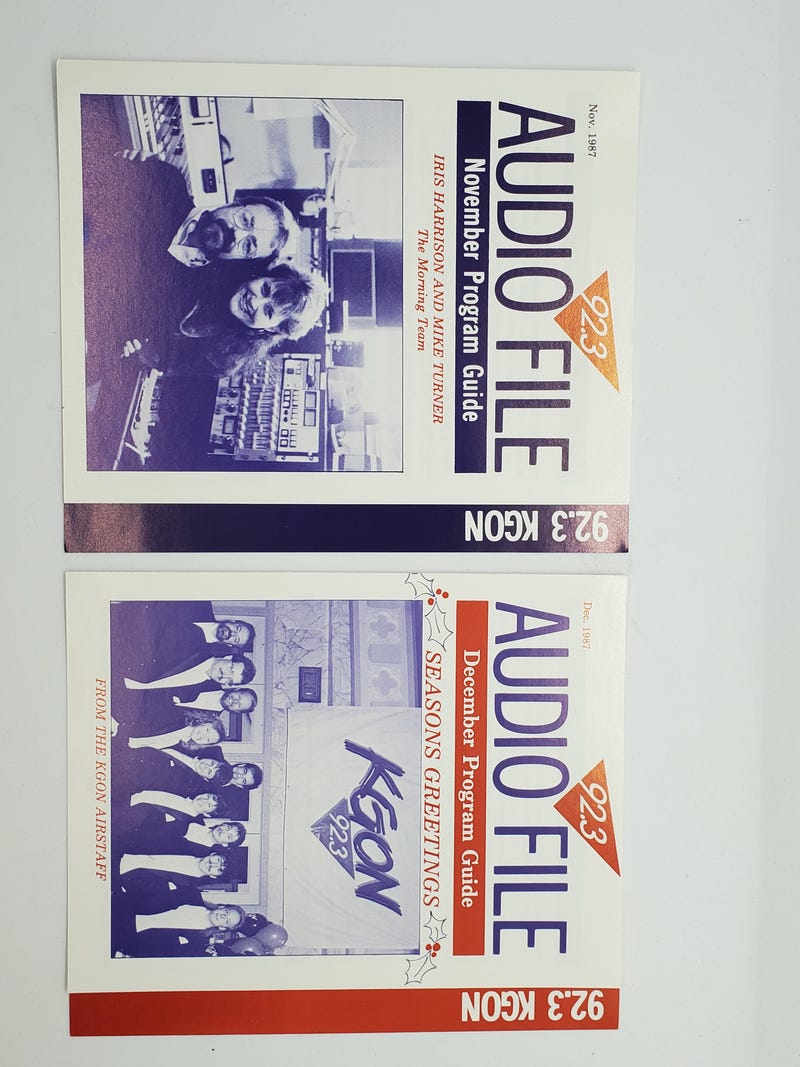 Nov. 1987
92.3
AUDIO FILE
November Program Guide
IRIS HARRISON AND MIKE TURNER
The Morning Team
92.3 KGON
Dec. 1987
92.3
AUDIO FILE
December Program Guide
SEASONS GREETINGS
KGON
92.3
FROM THE KGON AIRSTAFF
92.3 KGON